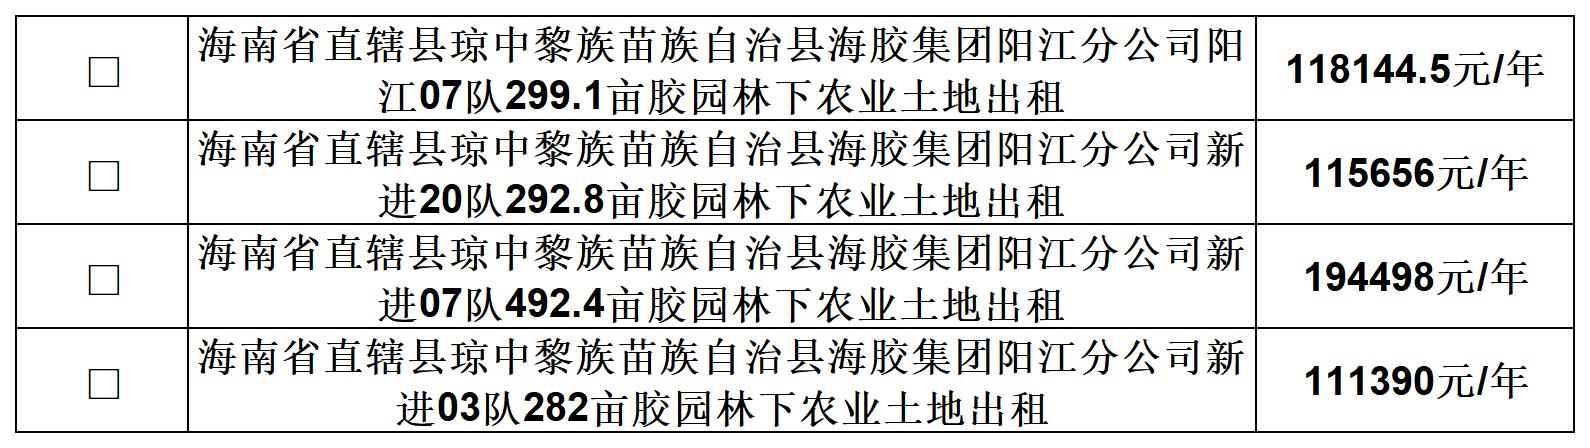 □
海南省直辖县琼中黎族苗族自治县海胶集团阳江分公司阳
江07队299.1亩胶园林下农业土地出租
118144.5元/年
□
海南省直辖县琼中黎族苗族自治县海胶集团阳江分公司新
进20队292.8亩胶园林下农业土地出租
115656元/年
□
海南省直辖县琼中黎族苗族自治县海胶集团阳江分公司新
进07队492.4亩胶园林下农业土地出租
194498元/年
□
海南省直辖县琼中黎族苗族自治县海胶集团阳江分公司新
进03队282亩胶园林下农业土地出租
111390元/年